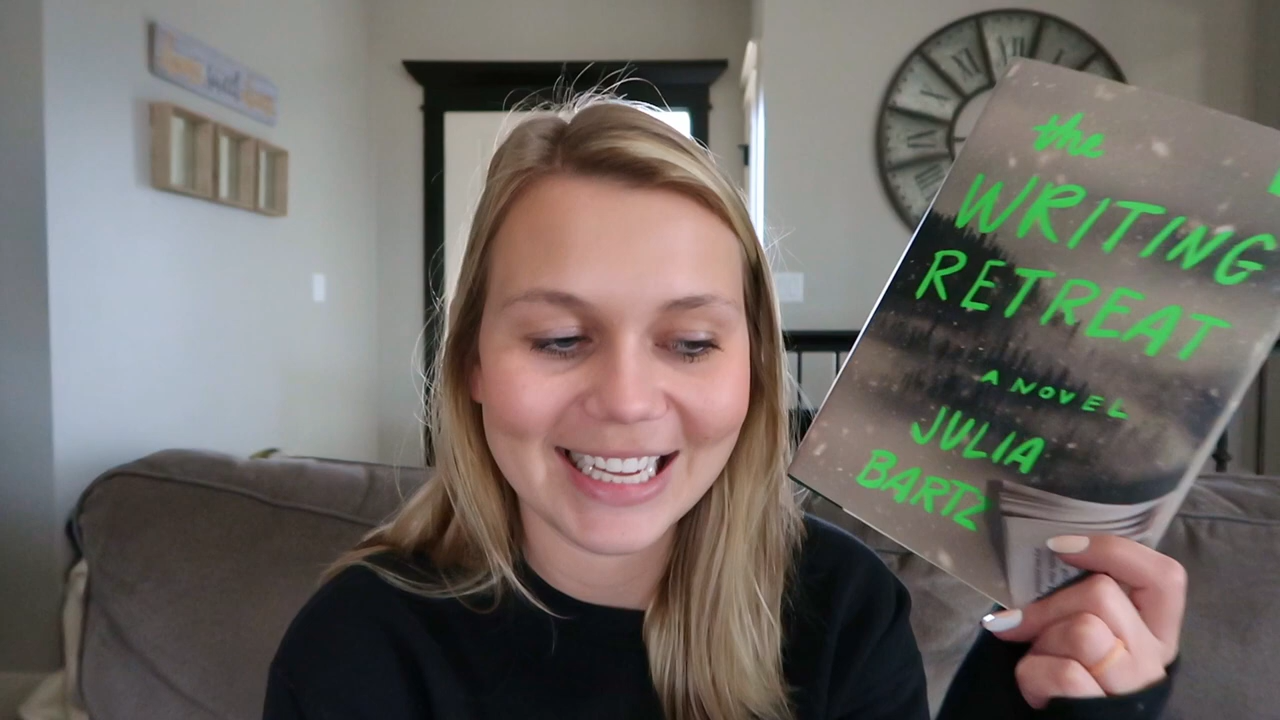 the
WRITING
RETREAT
A NOVEL
JULIA
BARTZ